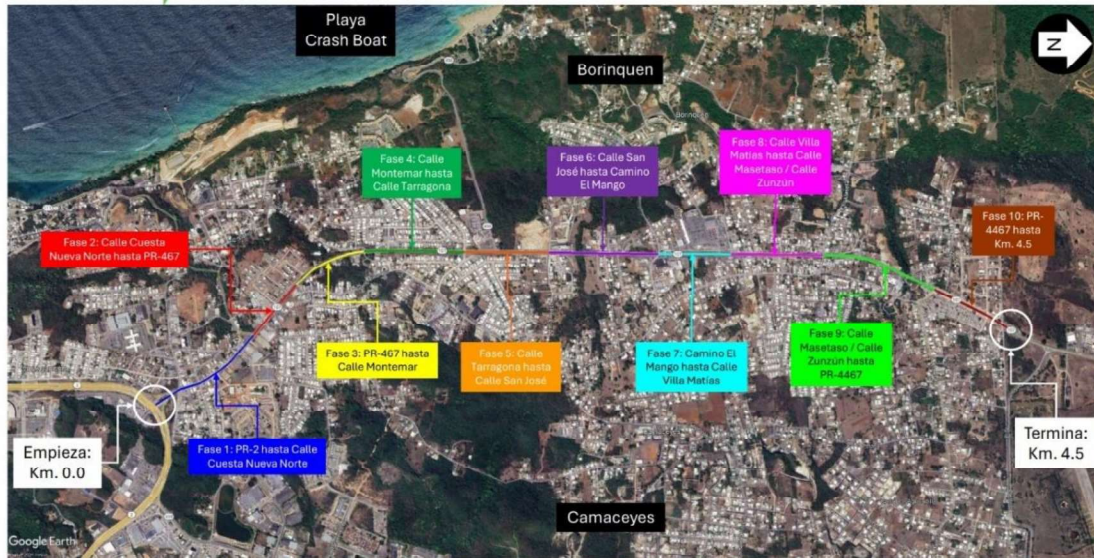 Playa
Crash Boat
Borinquen
N
Fase 4: Calle
Montemar hasta
Calle Tarragona
Fase 6: Calle San
José hasta Camino
El Mango
Fase 8: Calle Villa
Matías hasta Calle
Masetaso / Calle
Zunzún
Fase 10: PR-
4467 hasta
Km. 4.5
Fase 2: Calle Cuesta
Nueva Norte hasta PR-467
Fase 3: PR-467 hasta
Calle Montemar
Fase 5: Calle
Tarragona hasta
Calle San José
Fase 7: Camino El
Mango hasta Calle
Villa Matías
Fase 9: Calle
Masetaso / Calle
Zunzún hasta
PR-4467
Empieza:
Km. 0.0
Fase 1: PR-2 hasta Calle
Cuesta Nueva Norte
Termina:
Km. 4.5
Camaceyes
Google Earth